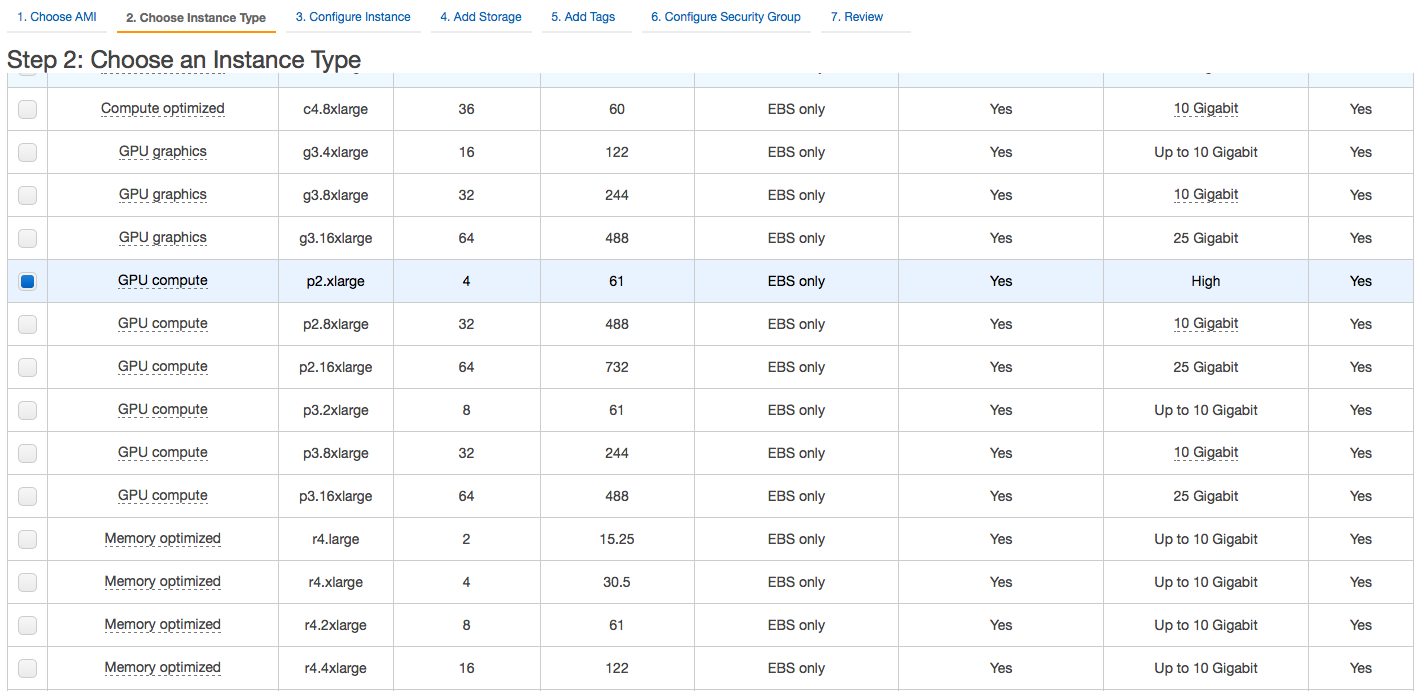 1. Choose AMI 2. Choose Instance Type 3. Configure Instance 4. Add Storage 5. Add Tags 6. Configure Security Group 7. Review
Step 2: Choose an Instance Type
Compute optimized c4.8xlarge 36 60 EBS only Yes 10 Gigabit Yes
GPU graphics g3.4xlarge 16 122 EBS only Yes Up to 10 Gigabit Yes
GPU graphics g3.8xlarge 32 244 EBS only Yes 10 Gigabit Yes
GPU graphics g3.16xlarge 64 488 EBS only Yes 25 Gigabit Yes
GPU compute p2.xlarge 4 61 EBS only Yes High Yes
GPU compute p2.8xlarge 32 488 EBS only Yes 10 Gigabit Yes
GPU compute p2.16xlarge 64 732 EBS only Yes 25 Gigabit Yes
GPU compute p3.2xlarge 8 61 EBS only Yes Up to 10 Gigabit Yes
GPU compute p3.8xlarge 32 244 EBS only Yes 10 Gigabit Yes
GPU compute p3.16xlarge 64 488 EBS only Yes 25 Gigabit Yes
Memory optimized r4.large 2 15.25 EBS only Yes Up to 10 Gigabit Yes
Memory optimized r4.xlarge 4 30.5 EBS only Yes Up to 10 Gigabit Yes
Memory optimized r4.2xlarge 8 61 EBS only Yes Up to 10 Gigabit Yes
Memory optimized r4.4xlarge 16 122 EBS only Yes Up to 10 Gigabit Yes